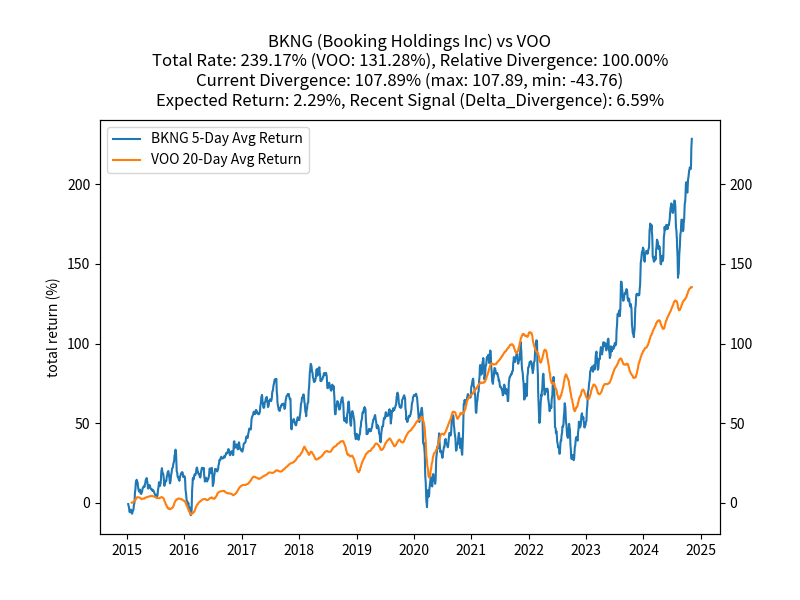 BKNG (Booking Holdings Inc) vs VOO
Total Rate: 239.17% (VOO: 131.28%), Relative Divergence: 100.00%
Current Divergence: 107.89% (max: 107.89, min: -43.76)
Expected Return: 2.29%, Recent Signal (Delta_Divergence): 6.59%
BKNG 5-Day Avg Return
VOO 20-Day Avg Return
total return (%)
200
150
100
50
0
200
150
100
50
0
2015 2016 2017 2018 2019 2020 2021 2022 2023 2024 2025